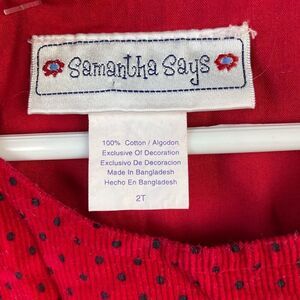 Samantha Says
100% Cotton / Algodon
Exclusive Of Decoration
Exclusivo De Decoracion
Made In Bangladesh
Hecho En Bangladesh
2T